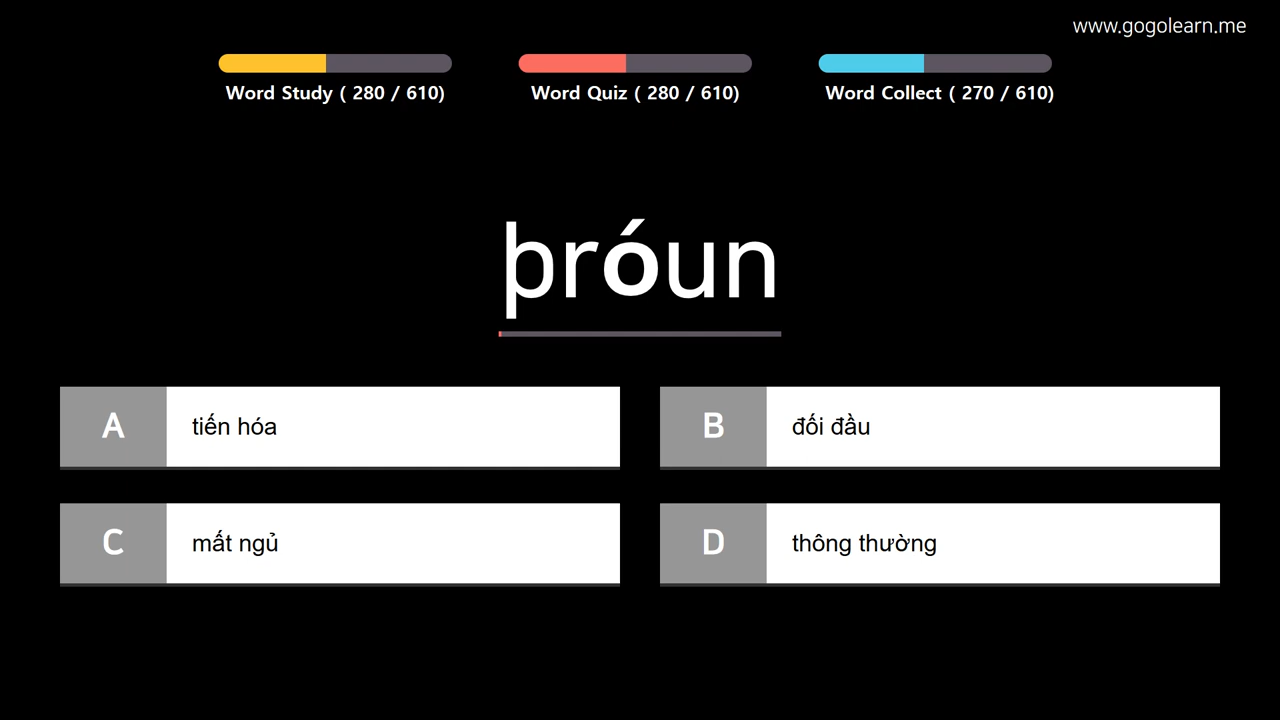 www.gogolearn.me
Word Study ( 280 / 610)
Word Quiz ( 280 / 610)
Word Collect ( 270 / 610)
þróun
A tiến hóa
B đối đầu
C mất ngủ
D thông thường